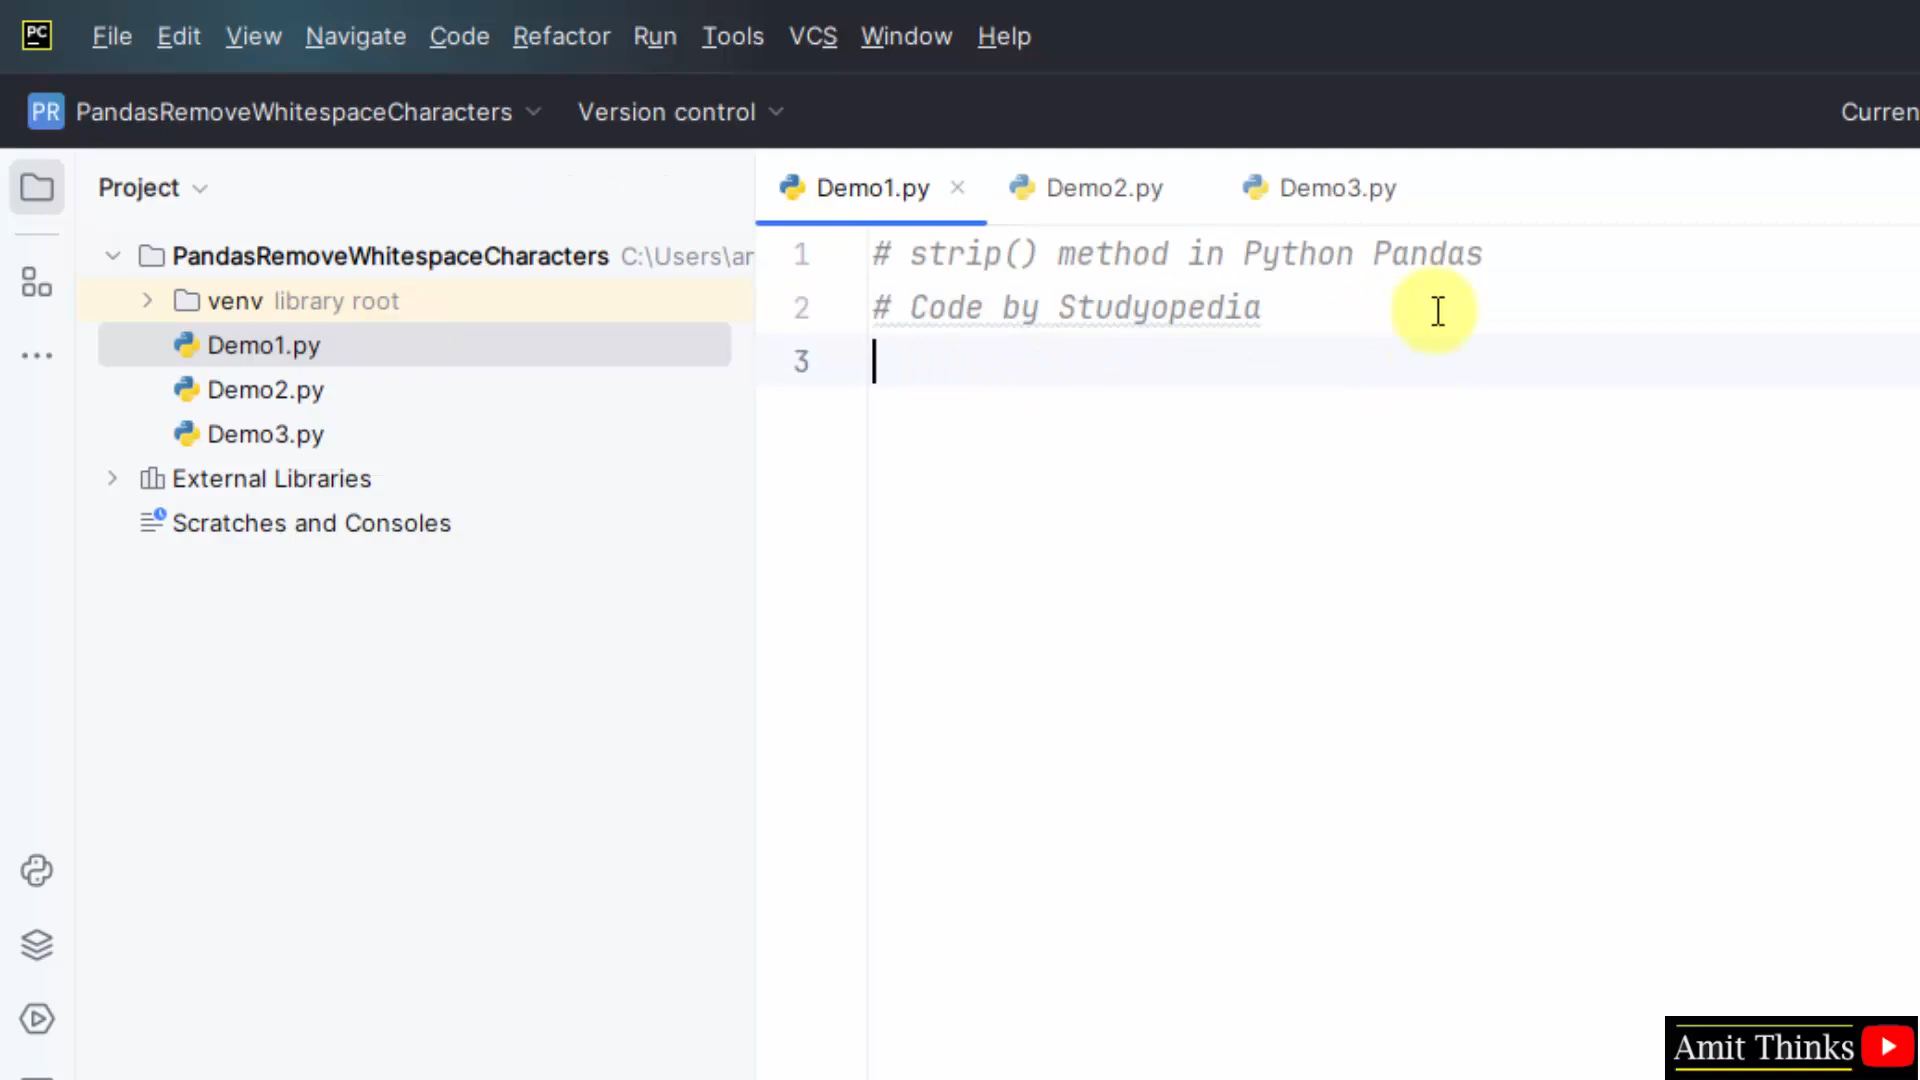 PC File Edit View Navigate Code Refactor Run Tools VCS Window Help
PR PandasRemoveWhitespaceCharacters Version control Curren
Project
Demo1.py Demo2.py Demo3.py
PandasRemoveWhitespaceCharacters C:\Users\ar
venv library root
Demo1.py
Demo2.py
Demo3.py
External Libraries
Scratches and Consoles
1 # strip() method in Python Pandas
2 # Code by Studyopedia
3
Amit Thinks